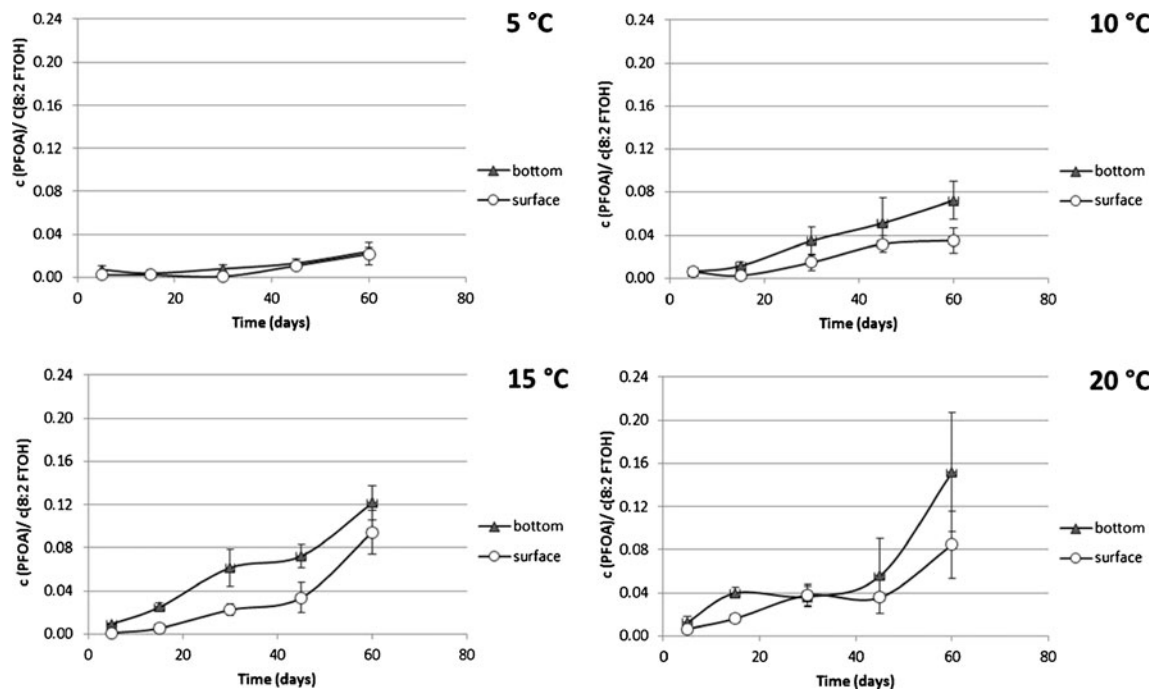 5 °C
c (PFOA)/ C(8:2 FTOH)
0.24
0.20
0.16
0.12
0.08
0.04
0.00
0 20 40 60 80
Time (days)
bottom
surface
10 °C
c (PFOA)/ c(8:2 FTOH)
0.24
0.20
0.16
0.12
0.08
0.04
0.00
0 20 40 60 80
Time (days)
bottom
surface
15 °C
c (PFOA)/ c(8:2 FTOH)
0.24
0.20
0.16
0.12
0.08
0.04
0.00
0 20 40 60 80
Time (days)
bottom
surface
20 °C
c (PFOA)/ c(8:2 FTOH)
0.24
0.20
0.16
0.12
0.08
0.04
0.00
0 20 40 60 80
Time (days)
bottom
surface